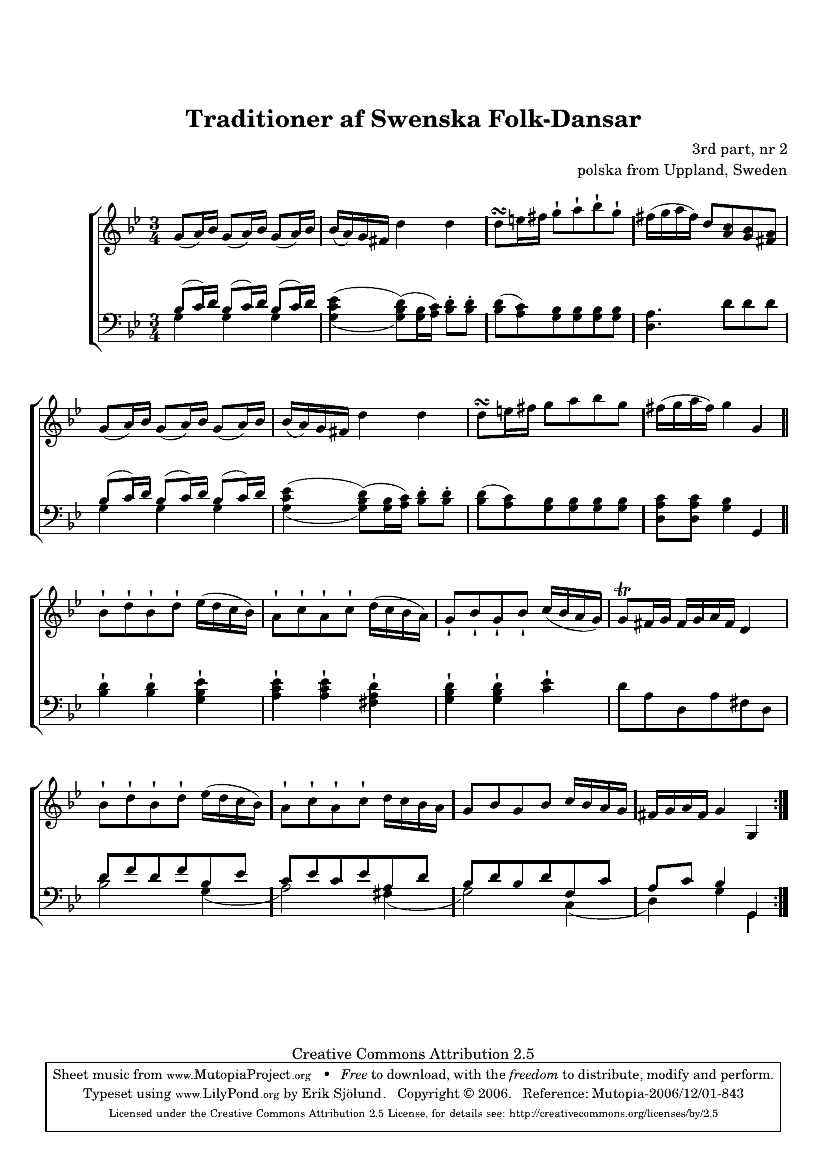 Traditioner af Swenska Folk-Dansar
3rd part, nr 2
polska from Uppland, Sweden
Creative Commons Attribution 2.5
Sheet music from www.MutopiaProject.org • Free to download, with the freedom to distribute, modify and perform.
Typeset using www.LilyPond.org by Erik Sjölund. Copyright © 2006. Reference: Mutopia-2006/12/01-843
Licensed under the Creative Commons Attribution 2.5 License, for details see: http://creativecommons.org/licenses/by/2.5